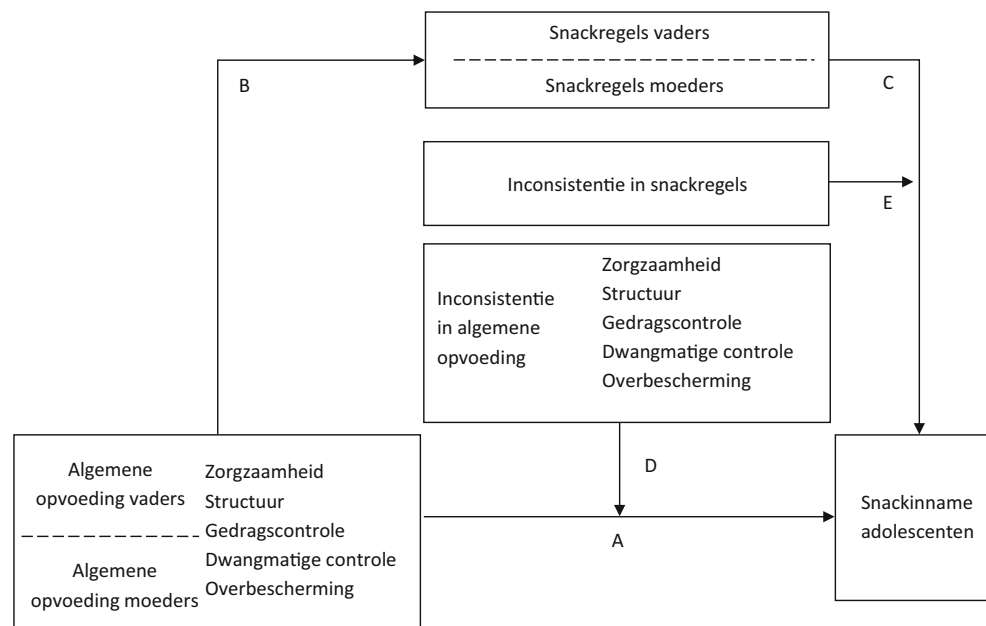 Snackregels vaders
Snackregels moeders
B
C
Inconsistentie in snackregels
E
Inconsistentie
in algemene
opvoeding
Zorgzaamheid
Structuur
Gedragscontrole
Dwangmatige controle
Overbescherming
D
Algemene
opvoeding vaders
Algemene
opvoeding moeders
Zorgzaamheid
Structuur
Gedragscontrole
Dwangmatige controle
Overbescherming
A
Snackinname
adolescenten